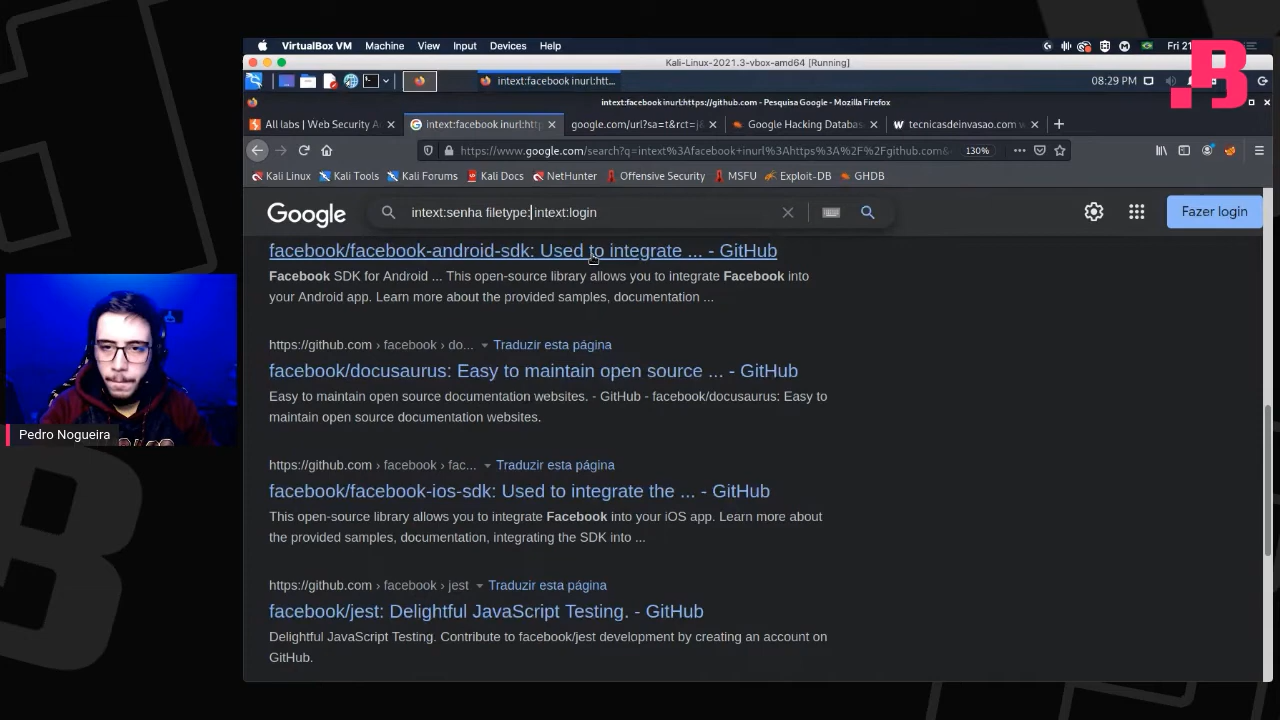 VirtualBox VM Machine View Input Devices Help Fri 21
Kali-Linux-2021.3-vbox-amd64 [Running]
intext:facebook inurl:htt... 08:29 PM
intext:facebook inurl:https://github.com - Pesquisa Google - Mozilla Firefox
All labs | Web Security A intext:facebook inurl:http google.com/url?sa=t&rct=j& Google Hacking Databas tecnicasdeinvasao.com
https://www.google.com/search?q=intext%3Afacebook+inurl%3Ahttps%3A%2F%2Fgithub.com& 130%
Kali Linux Kali Tools Kali Forums Kali Docs NetHunter Offensive Security MSFU Exploit-DB GHDB
Google intext:senha filetype: intext:login Fazer login
facebook/facebook-android-sdk: Used to integrate ... - GitHub
Facebook SDK for Android ... This open-source library allows you to integrate Facebook into
your Android app. Learn more about the provided samples, documentation ...
https://github.com › facebook › do... Traduzir esta página
facebook/docusaurus: Easy to maintain open source ... - GitHub
Easy to maintain open source documentation websites. - GitHub - facebook/docusaurus: Easy to
maintain open source documentation websites.
Pedro Nogueira
https://github.com › facebook › fac... Traduzir esta página
facebook/facebook-ios-sdk: Used to integrate the ... - GitHub
This open-source library allows you to integrate Facebook into your iOS app. Learn more about
the provided samples, documentation, integrating the SDK into ...
https://github.com › facebook › jest Traduzir esta página
facebook/jest: Delightful JavaScript Testing. - GitHub
Delightful JavaScript Testing. Contribute to facebook/jest development by creating an account on
GitHub.